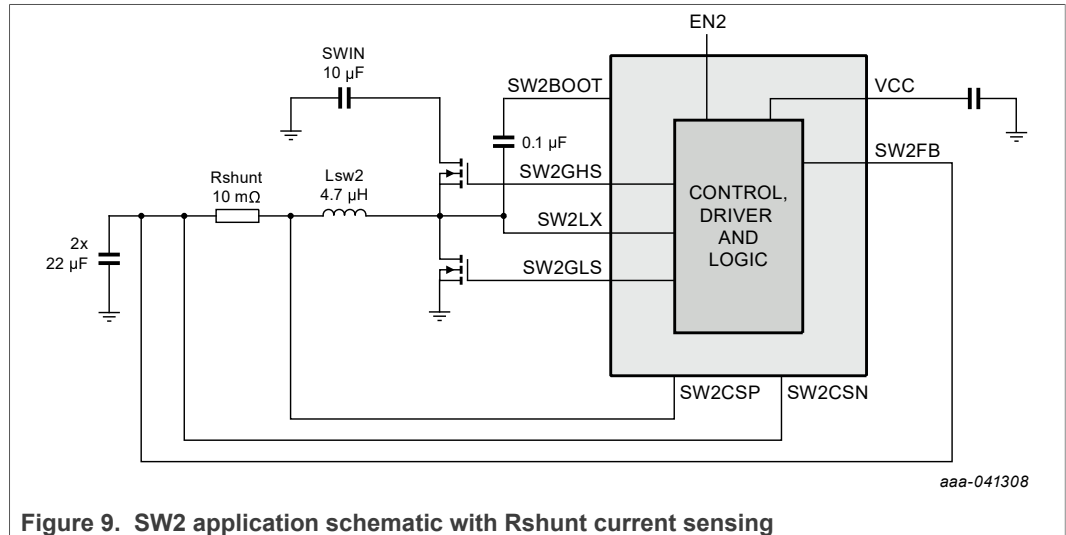 EN2
SWIN
10 µF
SW2BOOT
VCC
0.1 µF
SW2FB
Rshunt
10 mΩ
Lsw2
4.7 µH
SW2GHS
CONTROL,
DRIVER
AND
LOGIC
SW2LX
2x
22 µF
SW2GLS
SW2CSP
SW2CSN
aaa-041308
Figure 9. SW2 application schematic with Rshunt current sensing